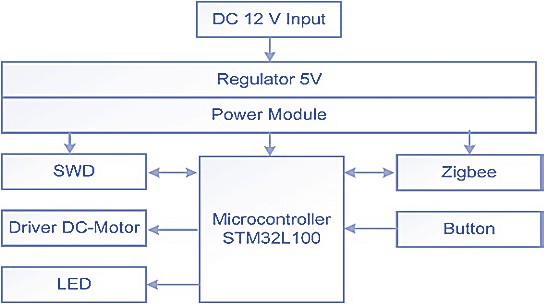 DC 12 V Input
Regulator 5V
Power Module
SWD
Zigbee
Microcontroller
STM32L100
Driver DC-Motor
Button
LED